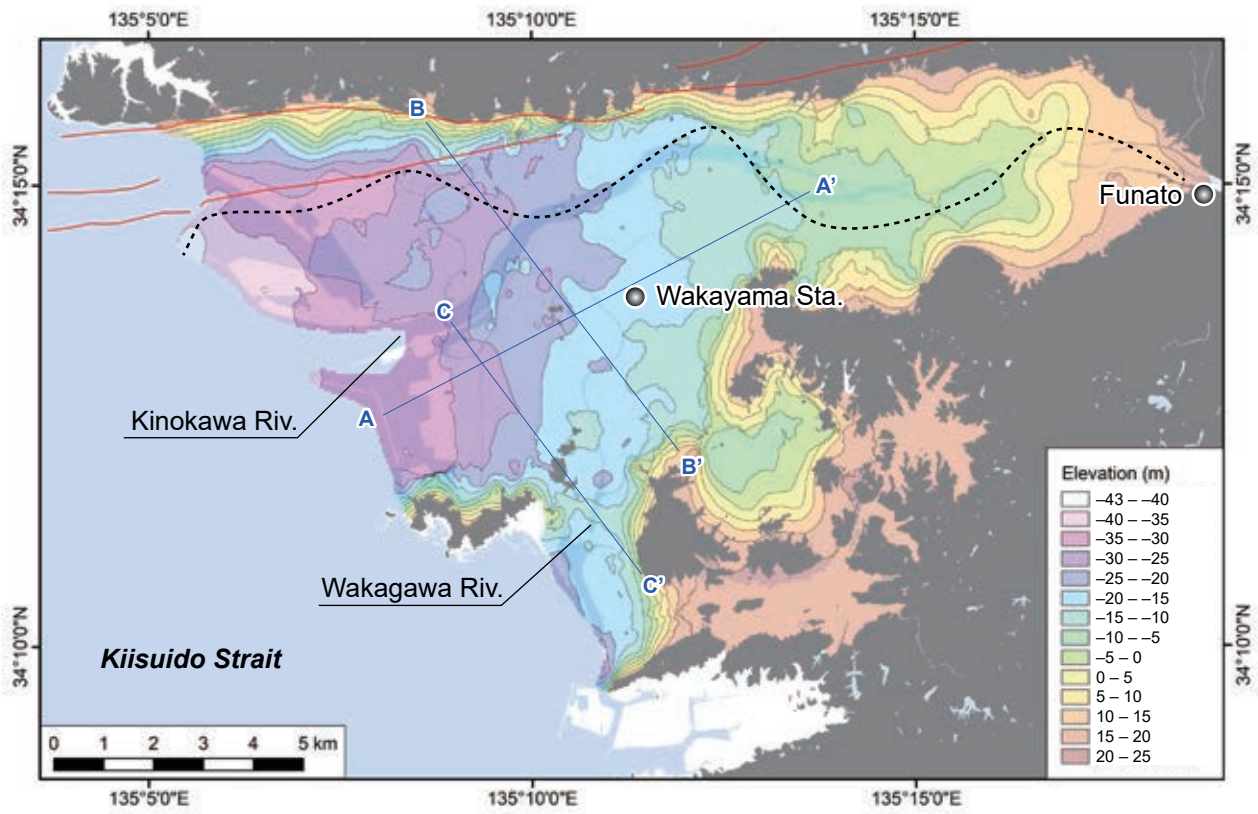 135°5'0"E
135°10'0"E
135°15'0"E
B
34°15'0"N
A'
Funato
34°15'0"N
Wakayama Sta.
C
Kinokawa Riv.
A
B'
Elevation (m)
–43 – –40
–40 – –35
–35 – –30
–30 – –25
–25 – –20
–20 – –15
–15 – –10
–10 – –5
–5 – 0
0 – 5
5 – 10
10 – 15
15 – 20
20 – 25
Wakagawa Riv.
C'
34°10'0"N
Kiisuido Strait
34°10'0"N
0 1 2 3 4 5 km
135°5'0"E
135°10'0"E
135°15'0"E